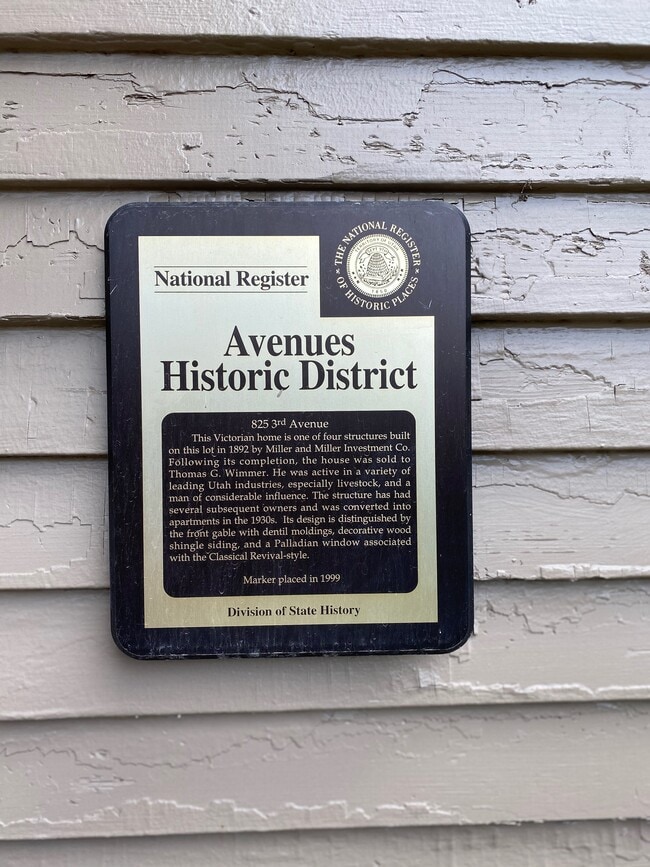 National Register
THE NATIONAL REGISTER
OF HISTORIC PLACES
Avenues
Historic District
825 3rd Avenue
This Victorian home is one of four structures built
on this lot in 1892 by Miller and Miller Investment Co.
Following its completion, the house was sold to
Thomas G. Wimmer. He was active in a variety of
leading Utah industries, especially livestock, and a
man of considerable influence. The structure has had
several subsequent owners and was converted into
apartments in the 1930s. Its design is distinguished by
the front gable with dentil moldings, decorative wood
shingle siding, and a Palladian window associated
with the Classical Revival-style.
Marker placed in 1999
Division of State History